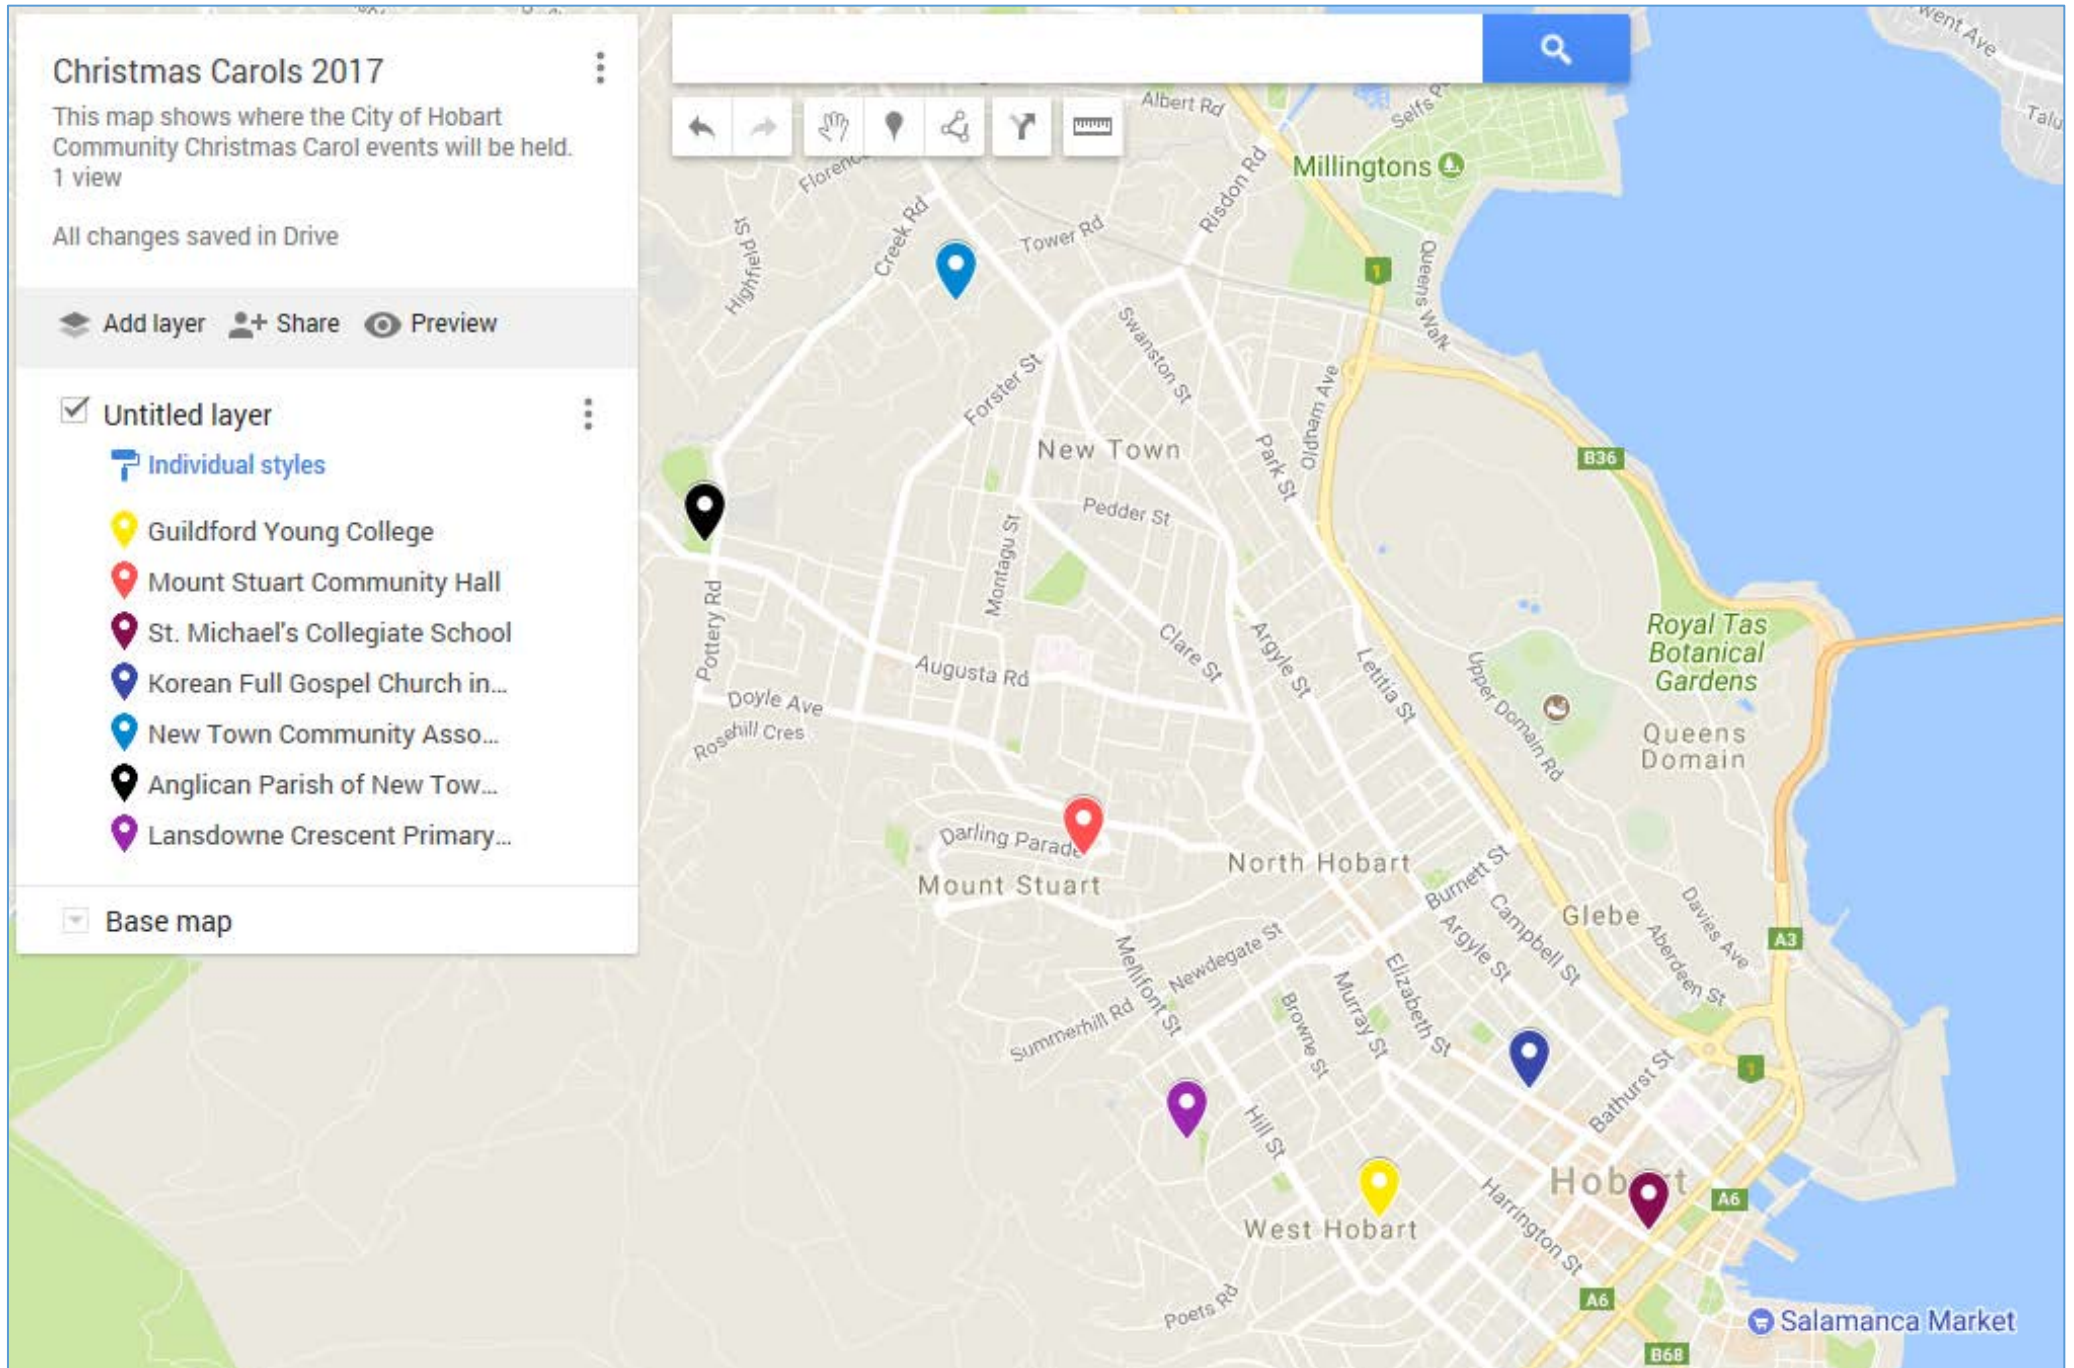 Christmas Carols 2017
This map shows where the City of Hobart
Community Christmas Carol events will be held.
1 view
All changes saved in Drive
Add layer
Share
Preview
Untitled layer
Individual styles
Guildford Young College
Mount Stuart Community Hall
St. Michael's Collegiate School
Korean Full Gospel Church in...
New Town Community Asso...
Anglican Parish of New Tow...
Lansdowne Crescent Primary...
Base map
Albert Rd
Millingtons
Risdon Rd
Creek Rd
Tower Rd
Highfield St
1
Queens Walk
Swanston St
Forster St
Oldham Ave
New Town
Park St
B36
Pedder St
Montagu St
Pottery Rd
Clare St
Argyle St
Royal Tas
Botanical
Gardens
Augusta Rd
Letitia St
Upper Domain Rd
Doyle Ave
Rosehill Cres
Queens
Domain
Darling Parade
North Hobart
Mount Stuart
Burnett St
Campbell St
Glebe
Davies Ave
Aberdeen St
A3
Argyle St
Mellifont St
Newdegate St
Elizabeth St
Murray St
Browne St
Summerhill Rd
1
Bathurst St
Hill St
Hob rt
A6
Harrington St
West Hobart
Poets Rd
A6
Salamanca Market
B68